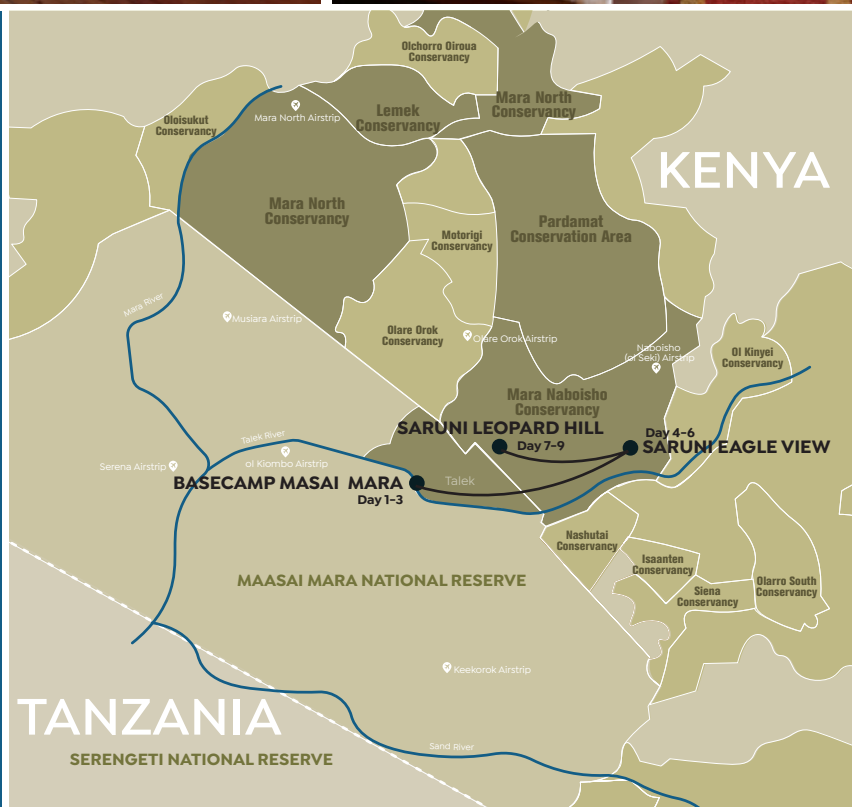 Olchorro Oiroua
Conservancy
Mara North
Conservancy
Lemek
Conservancy
Mara North Airstrip
Oloisukut
Conservancy
KENYA
Mara North
Conservancy
Pardamat
Conservation Area
Motorigi
Conservancy
Mara River
Musiara Airstrip
Olare Orok
Conservancy
Olare Orok Airstrip
Naboisho
(ol Seki) Airstrip
Ol Kinyei
Conservancy
Mara Naboisho
Conservancy
SARUNI LEOPARD HILL
Day 7-9
Day 4-6
SARUNI EAGLE VIEW
Talek River
ol Kiombo Airstrip
Serena Airstrip
BASECAMP MASAI MARA
Day 1-3
Talek
Nashutai
Conservancy
Isaanten
Conservancy
Siena
Conservancy
Olarro South
Conservancy
MAASAI MARA NATIONAL RESERVE
Keekorok Airstrip
TANZANIA
SERENGETI NATIONAL RESERVE
Sand River